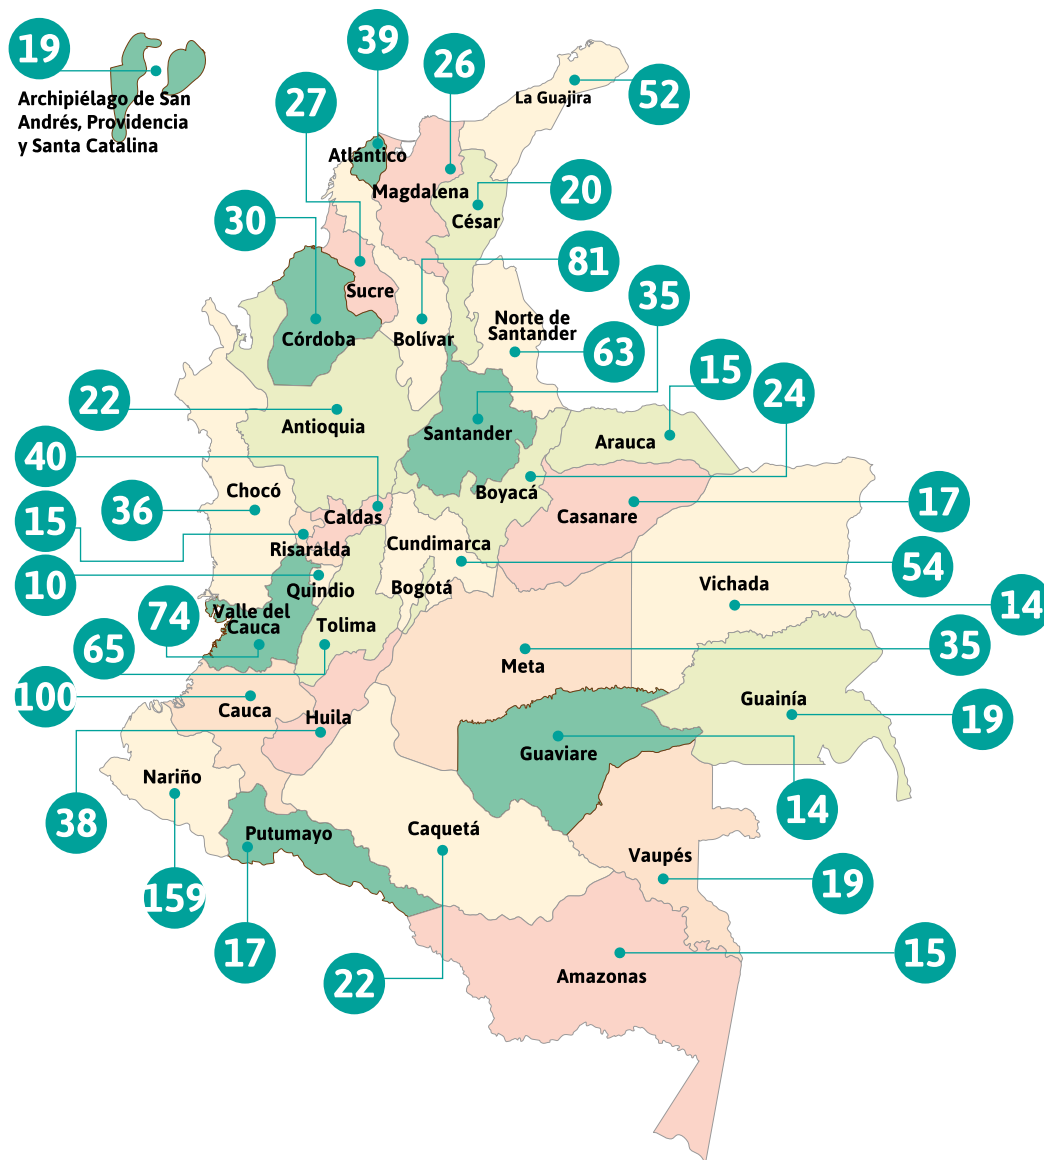 39
19
26
52
La Guajira
Archipiélago de San
Andrés, Providencia
y Santa Catalina
27
Atlántico
Magdalena
20
César
30
81
Sucre
35
Norte de
Santander
Córdoba
Bolívar
63
15
24
22
Antioquia
Santander
Arauca
40
Chocó
Boyacá
17
36
15
Caldas
Casanare
Risaralda
Cundimarca
54
10
Quindio
Bogotá
Vichada
14
74
Valle del
Cauca
Tolima
65
35
Meta
100
Cauca
Huila
Guainía
19
Guaviare
Nariño
38
14
Putumayo
Caquetá
Vaupés
19
159
17
22
15
Amazonas